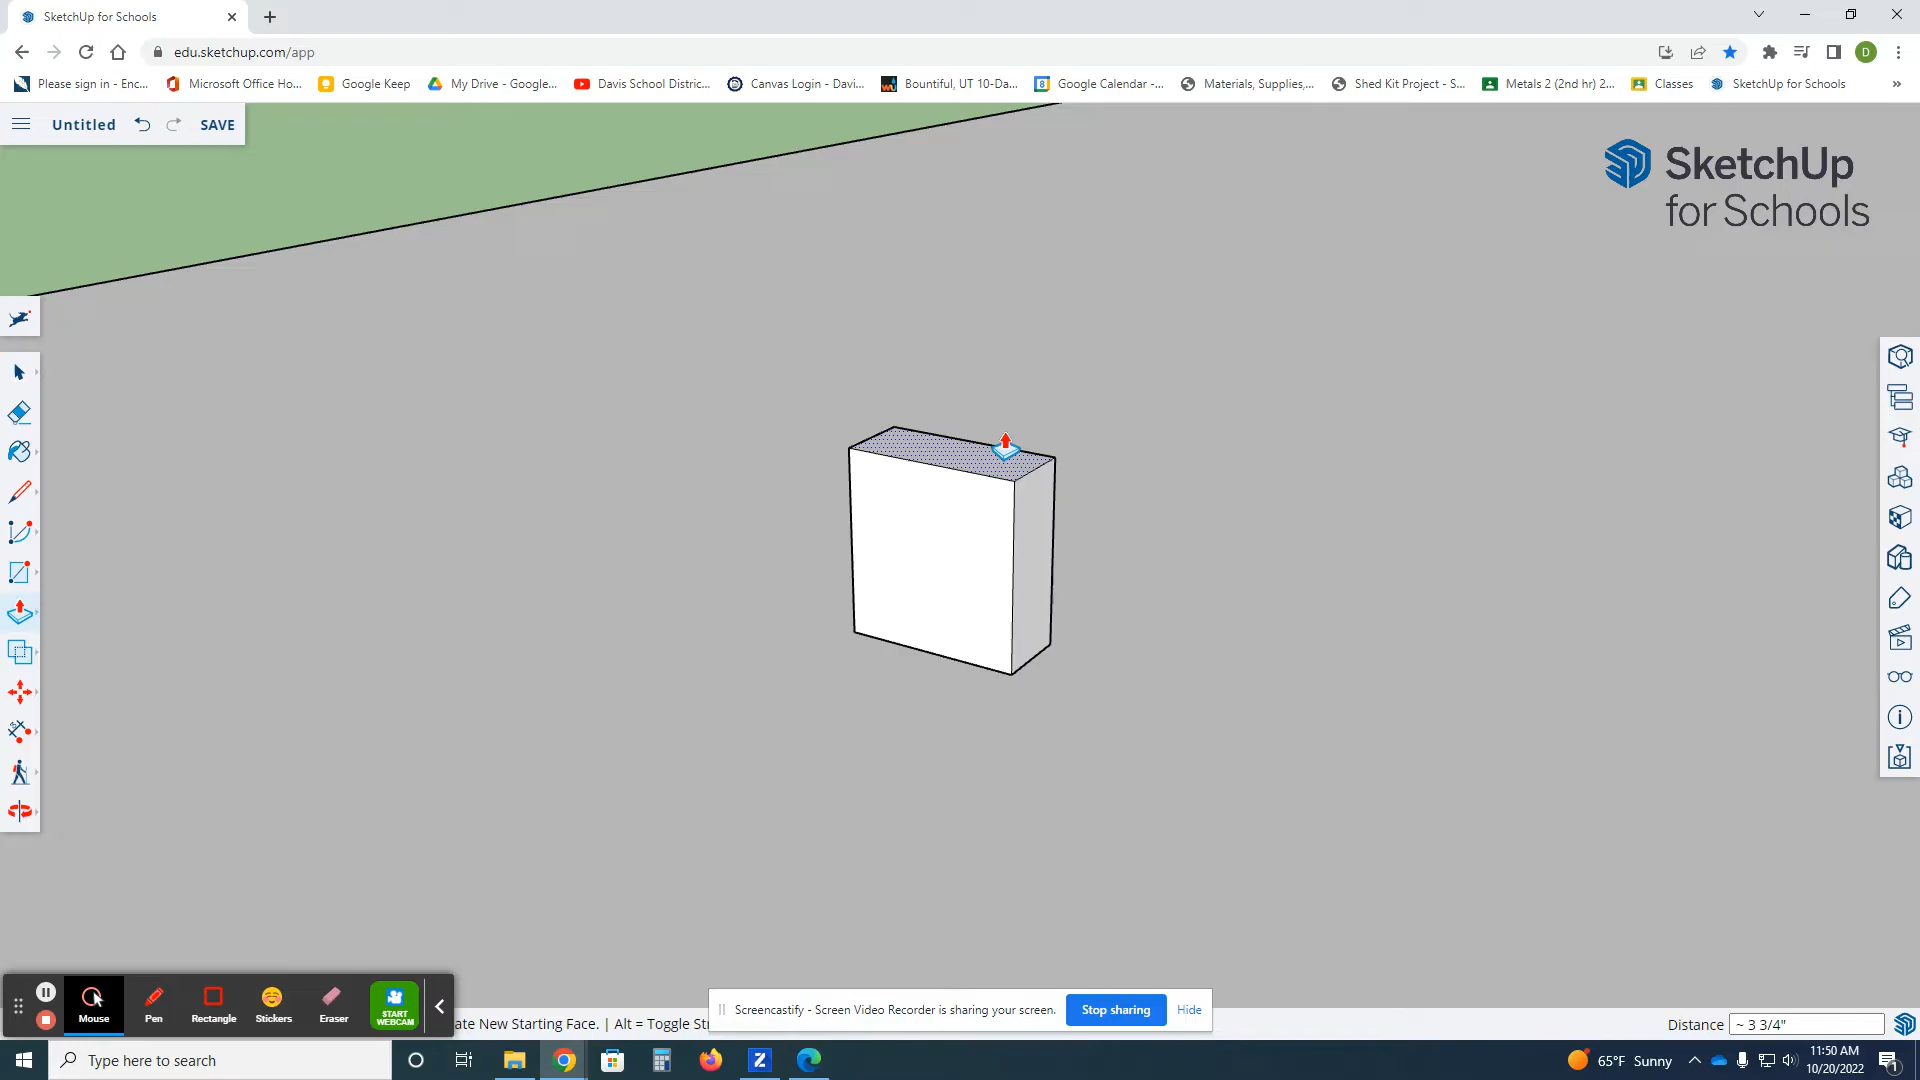 SketchUp for Schools
edu.sketchup.com/app
D
Please sign in - Enc...
Microsoft Office Ho...
Google Keep
My Drive - Google...
Davis School Distric...
Canvas Login - Davi...
Bountiful, UT 10-Da...
Google Calendar -...
Materials, Supplies,...
Shed Kit Project - S...
Metals 2 (2nd hr) 2...
Classes
SketchUp for Schools
»
Untitled
SAVE
SketchUp
for Schools
Mouse
Pen
Rectangle
Stickers
Eraser
START
WEBCAM
ate New Starting Face. | Alt = Toggle Str
Screencastify - Screen Video Recorder is sharing your screen.
Stop sharing
Hide
Distance
~ 3 3/4"
Type here to search
65°F Sunny
11:50 AM
10/20/2022
1